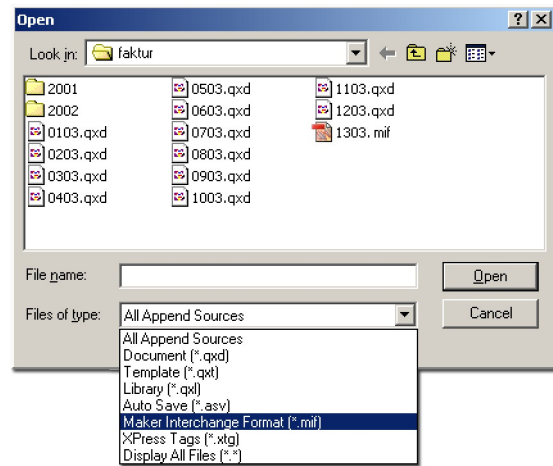 Open
Look in: faktur
2001
2002
0103.qxd
0203.qxd
0303.qxd
0403.qxd
0503.qxd
0603.qxd
0703.qxd
0803.qxd
0903.qxd
1003.qxd
1103.qxd
1203.qxd
1303. mif
File name:
Open
Files of type: All Append Sources
Cancel
All Append Sources
Document (*.qxd)
Template (*.qxt)
Library (*.qxl)
Auto Save (*.asv)
Maker Interchange Format (*.mif)
XPress Tags (*.xtg)
Display All Files (*.*)